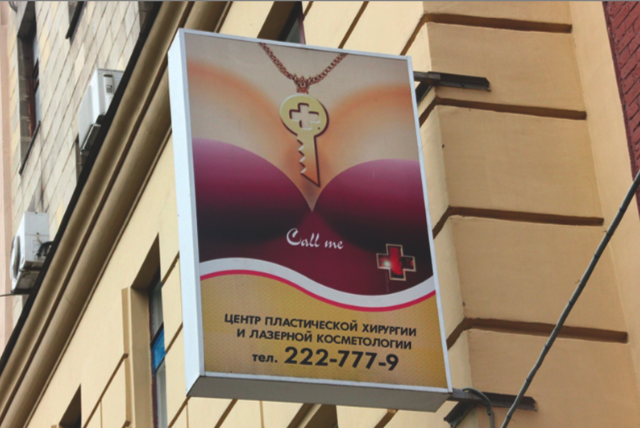 Call me
ЦЕНТР ПЛАСТИЧЕСКОЙ ХИРУРГИИ
И ЛАЗЕРНОЙ КОСМЕТОЛОГИИ
тел. 222-777-9